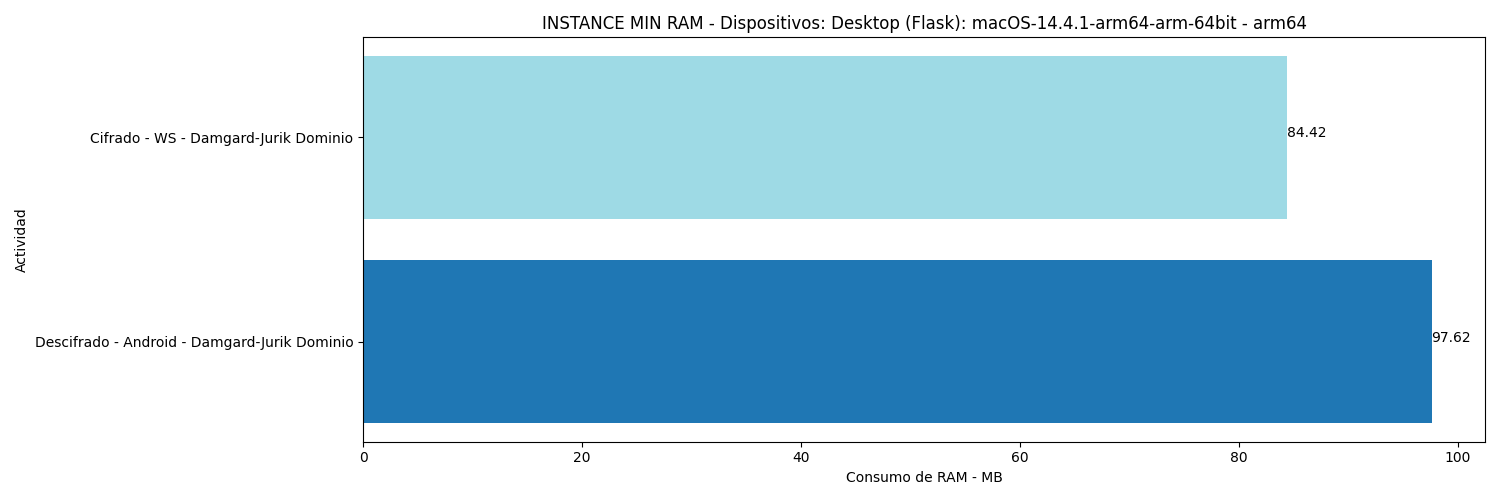 INSTANCE MIN RAM - Dispositivos: Desktop (Flask): macOS-14.4.1-arm64-arm-64bit - arm64
Actividad
Cifrado - WS - Damgard-Jurik Dominio
84.42
Descifrado - Android - Damgard-Jurik Dominio
97.62
0 20 40 60 80 100
Consumo de RAM - MB